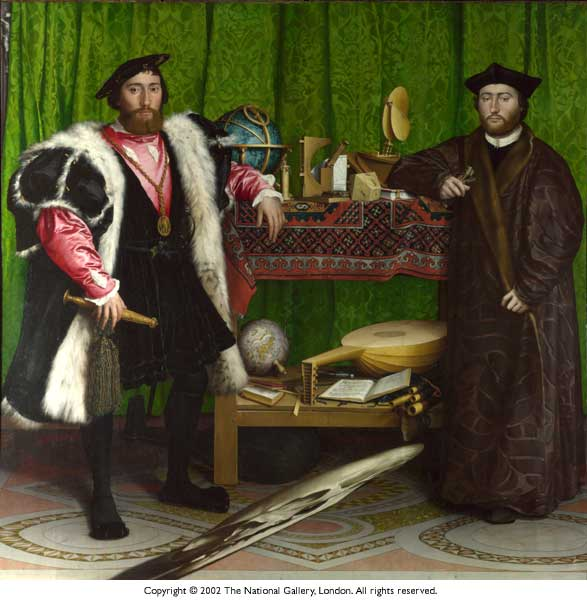 Copyright © 2002 The National Gallery, London. All rights reserved.